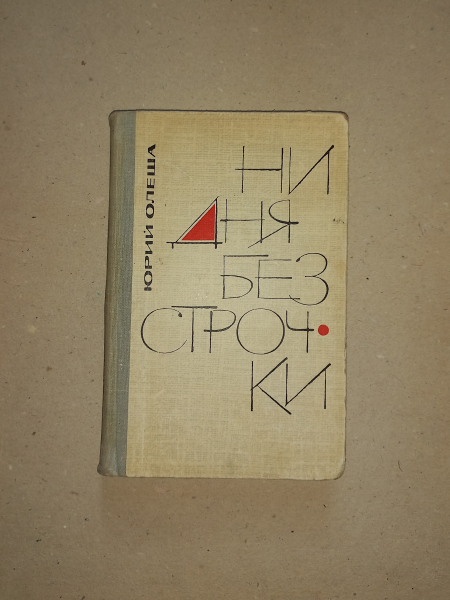 ЮРИЙ ОЛЕША
НИ
ДНЯ
БЕЗ
СТРОЧ•
КИ